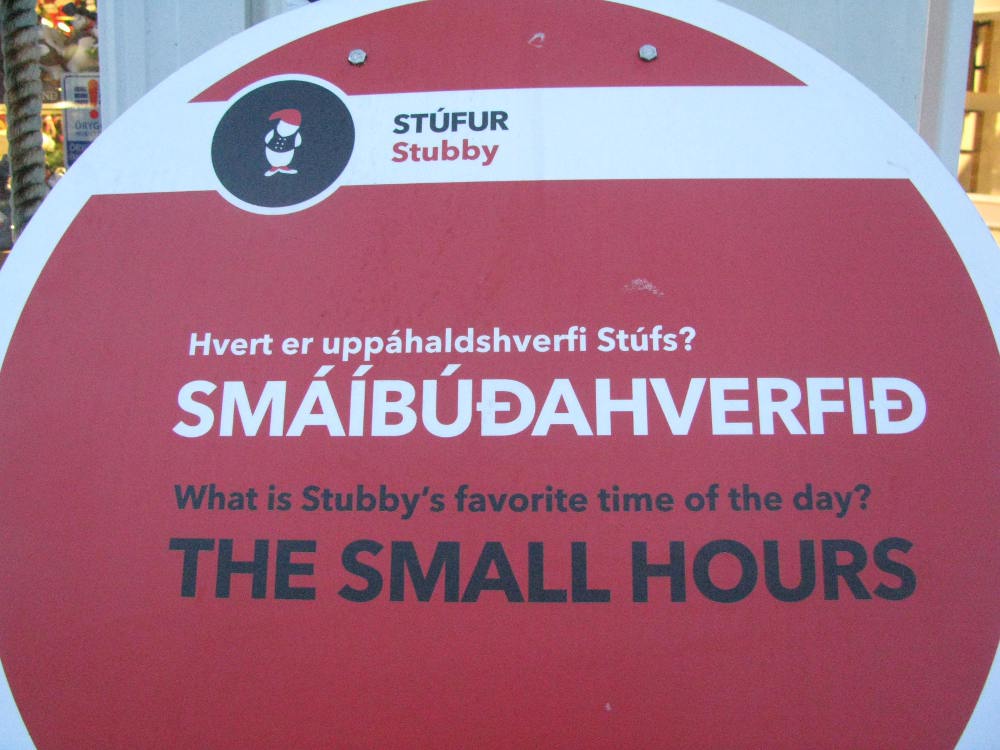 STÚFUR
Stubby
Hvert er uppáhaldshverfi Stúfs?
SMÁÍBÚÐAHVERFIÐ
What is Stubby's favorite time of the day?
THE SMALL HOURS